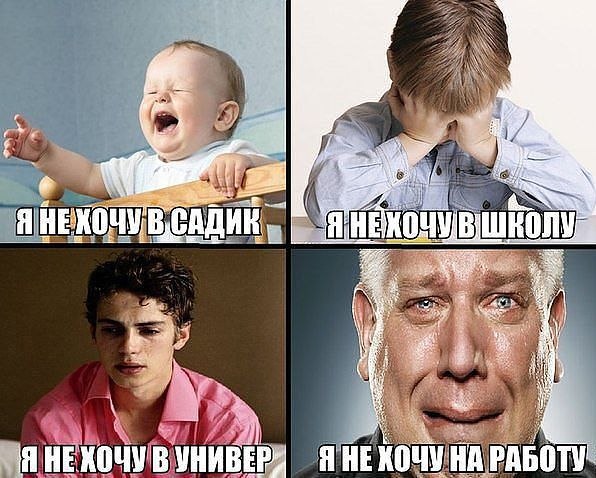 Я НЕ ХОЧУ В САДИК
Я НЕ ХОЧУ В ШКОЛУ
Я НЕ ХОЧУ В УНИВЕР
Я НЕ ХОЧУ НА РАБОТУ